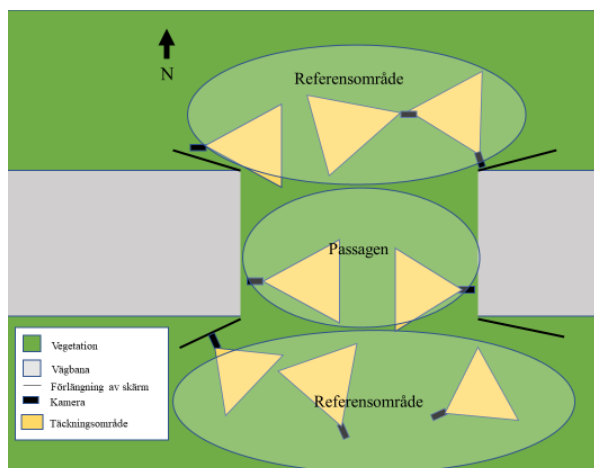 N
Referensområde
Passagen
Referensområde
Vegetation
Vägbana
Förlängning av skärm
Kamera
Täckningsområde